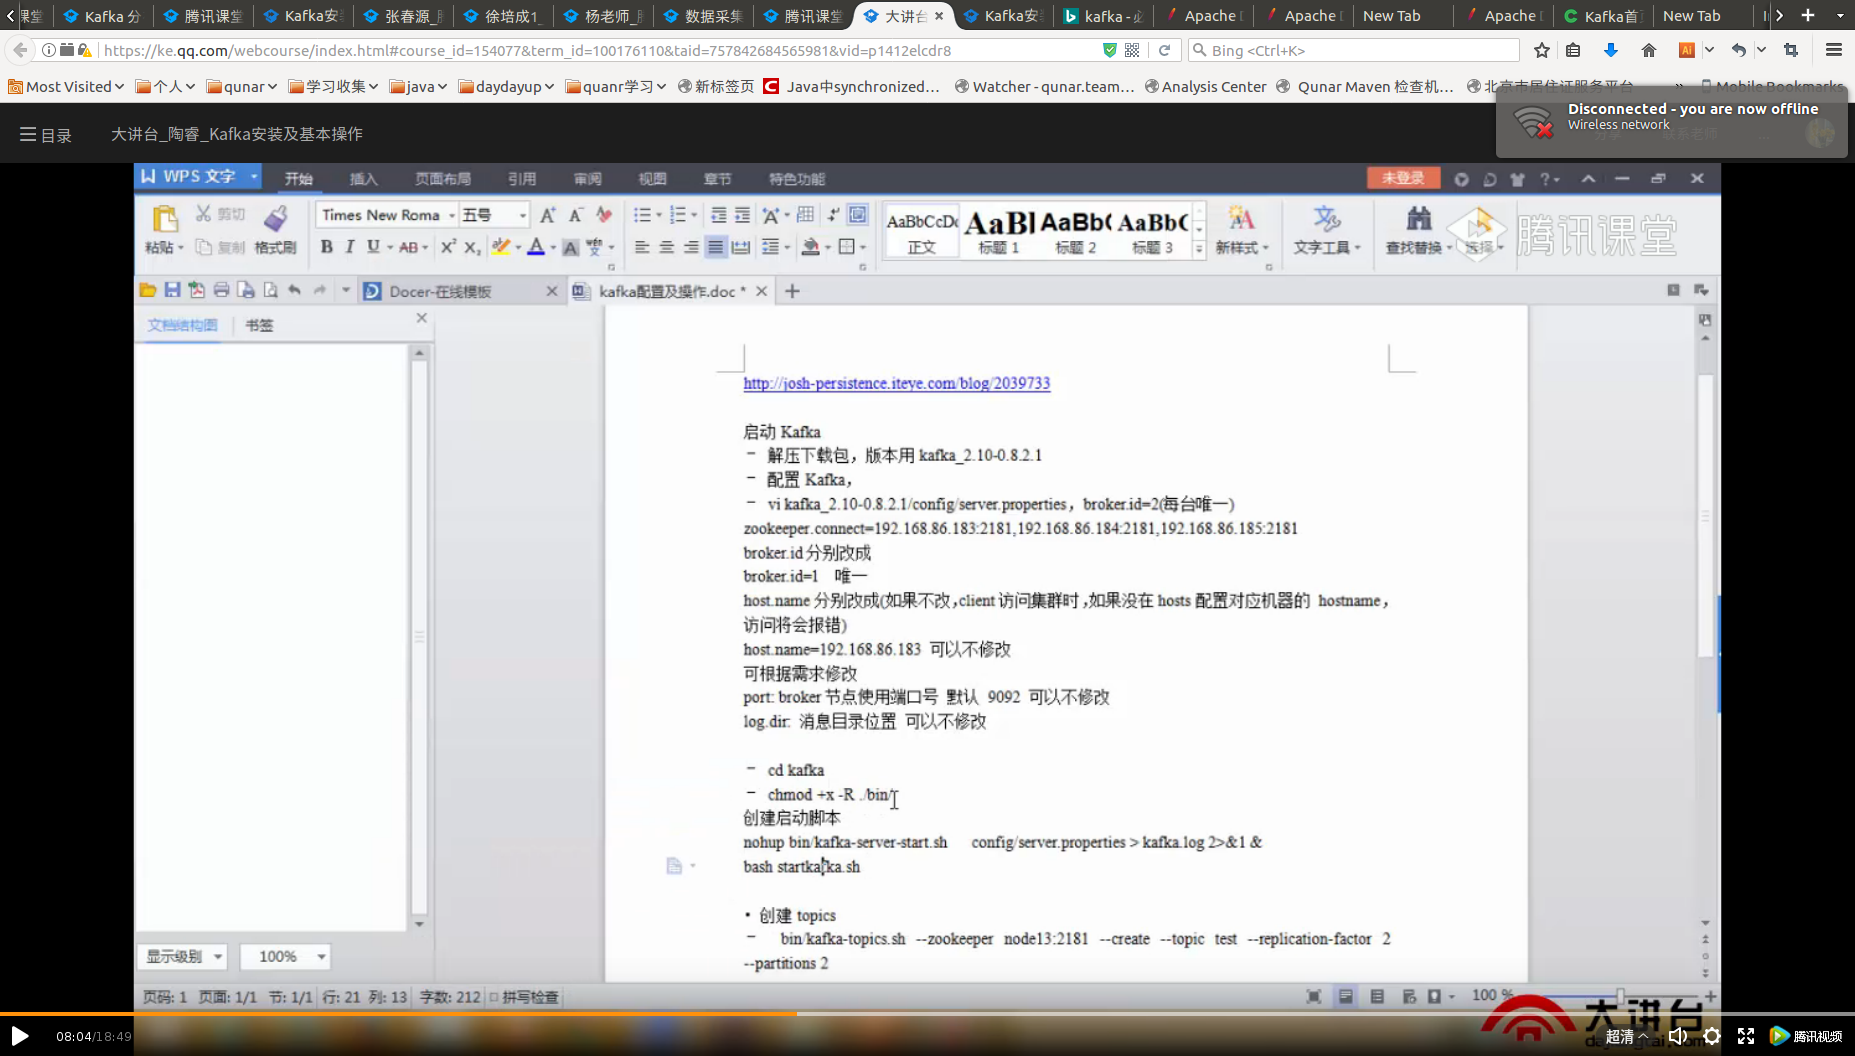 课堂 Kafka 分 腾讯课堂 Kafka安 张春源_ 徐培成1_ 杨老师_ 数据采集 腾讯课堂 大讲台 × Kafka安 kafka - 必 Apache Apache New Tab Apache Kafka首 New Tab
https://ke.qq.com/webcourse/index.html#course_id=154077&term_id=100176110&taid=757842684565981&vid=p1412elcdr8
Bing <Ctrl+K>
Most Visited 个人 qunar 学习收集 java daydayup quanr学习 新标签页 Java中synchronized... Watcher - qunar.team... Analysis Center Qunar Maven 检查机... 北京市居住证服务平台 » Mobile Bookmarks
Disconnected - you are now offline
Wireless network
目录 大讲台_陶睿_Kafka安装及基本操作
WPS 文字 开始 插入 页面布局 引用 审阅 视图 章节 特色功能 未登录
粘贴 剪切 复制 格式刷 Times New Roma 五号
B I U AB X² X₂ A A
AaBbCcDc AaBl AaBb( AaBb(
正文 标题 1 标题 2 标题 3 新样式 文字工具 查找替换 选择 腾讯课堂
Docer-在线模板 kafka配置及操作.doc *
文档结构图 书签
http://josh-persistence.iteye.com/blog/2039733
启动 Kafka
– 解压下载包，版本用 kafka_2.10-0.8.2.1
– 配置 Kafka，
– vi kafka_2.10-0.8.2.1/config/server.properties，broker.id=2(每台唯一)
zookeeper.connect=192.168.86.183:2181,192.168.86.184:2181,192.168.86.185:2181
broker.id 分别改成
broker.id=1 唯一
host.name 分别改成(如果不改，client 访问集群时，如果没在 hosts 配置对应机器的 hostname，
访问将会报错)
host.name=192.168.86.183 可以不修改
可根据需求修改
port: broker 节点使用端口号 默认 9092 可以不修改
log.dir: 消息目录位置 可以不修改
– cd kafka
– chmod +x -R ./bin/
创建启动脚本
nohup bin/kafka-server-start.sh config/server.properties > kafka.log 2>&1 &
bash startkafka.sh
• 创建 topics
– bin/kafka-topics.sh --zookeeper node13:2181 --create --topic test --replication-factor 2
--partitions 2
显示级别 100%
页码: 1 页面: 1/1 节: 1/1 行: 21 列: 13 字数: 212 拼写检查 100 %
大讲台
08:04/18:49 超清 腾讯视频